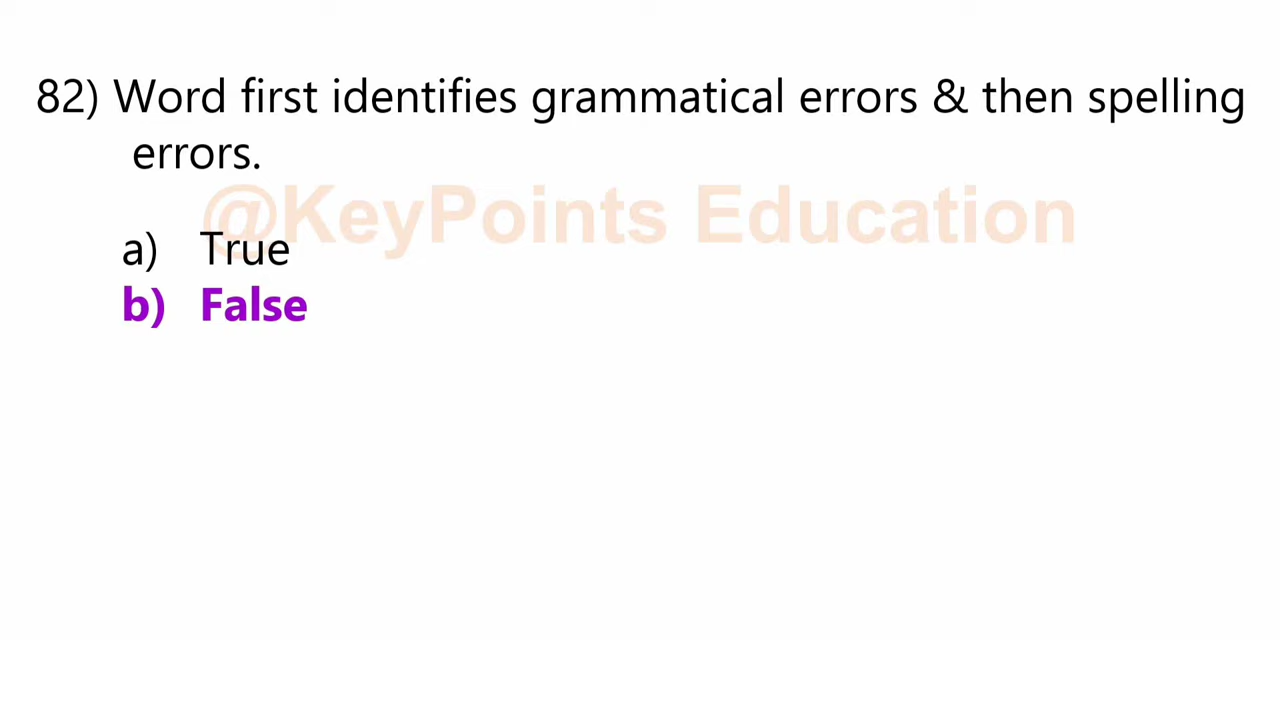 82) Word first identifies grammatical errors & then spelling
errors.
@KeyPoints Education
a) True
b) False